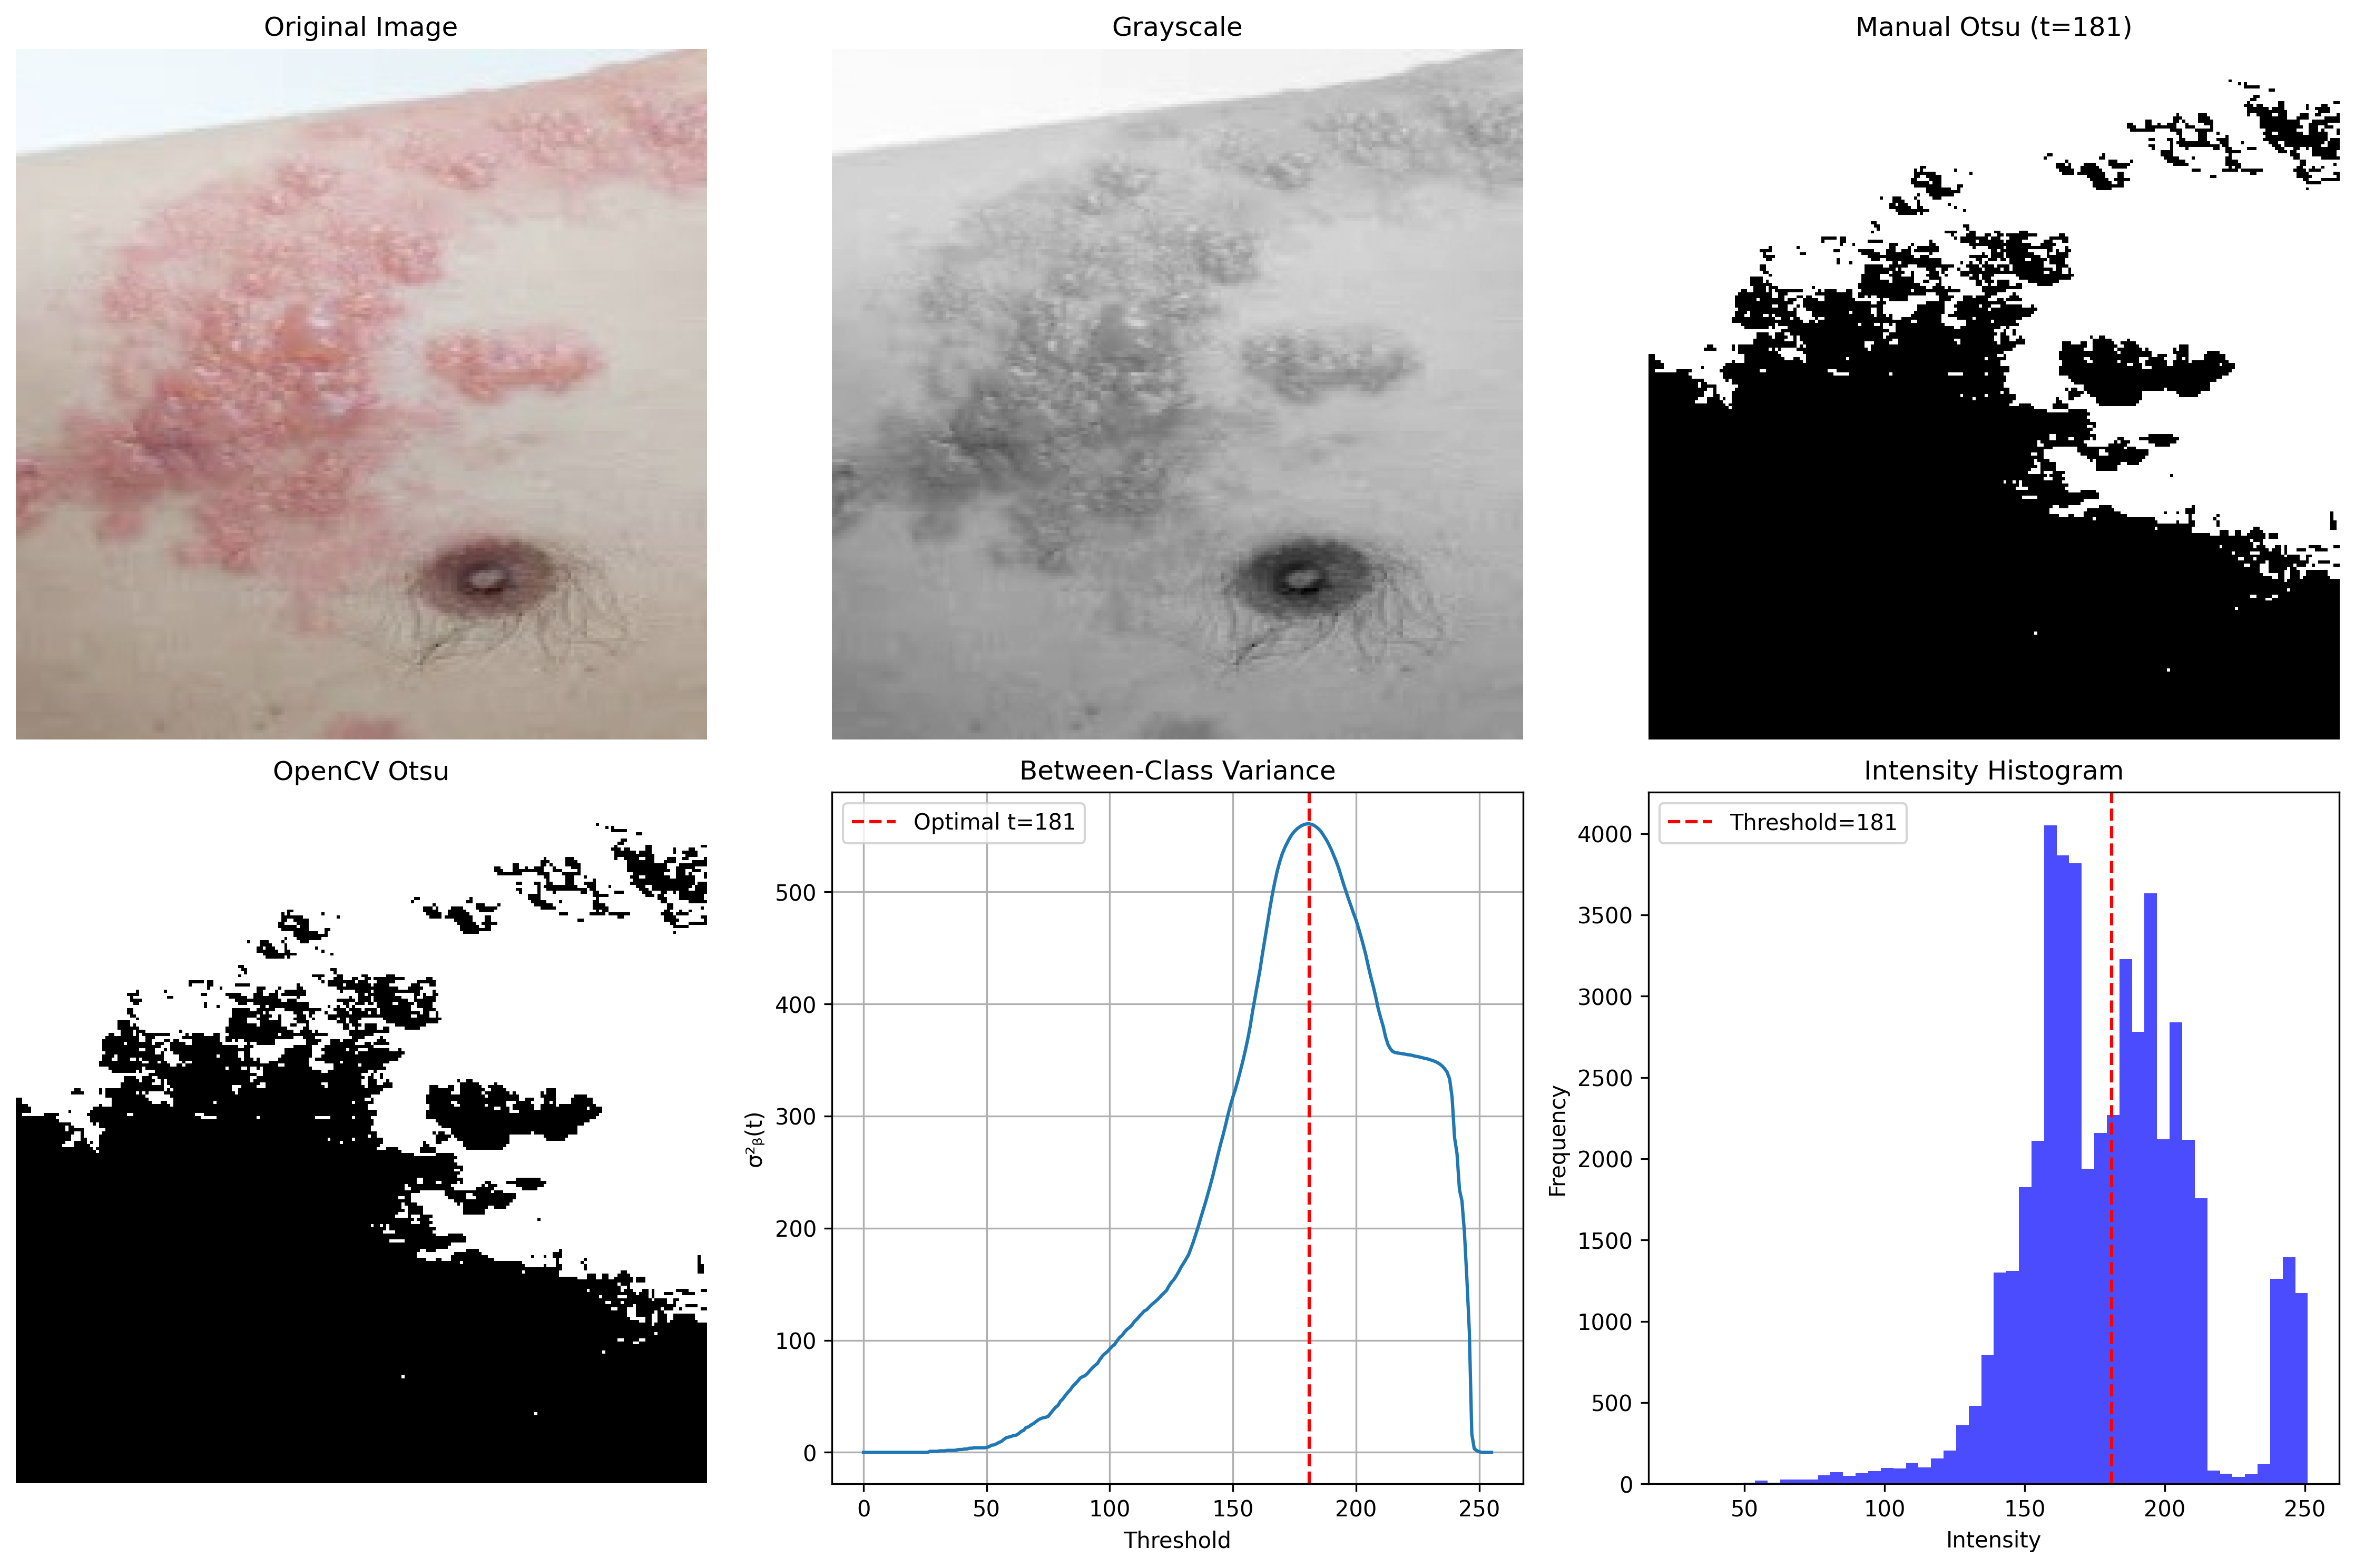 Original Image
Grayscale
Manual Otsu (t=181)
OpenCV Otsu
Between-Class Variance
Optimal t=181
σ²ᵦ(t)
500
400
300
200
100
0
0 50 100 150 200 250
Threshold
Intensity Histogram
Threshold=181
Frequency
4000
3500
3000
2500
2000
1500
1000
500
0
50 100 150 200 250
Intensity